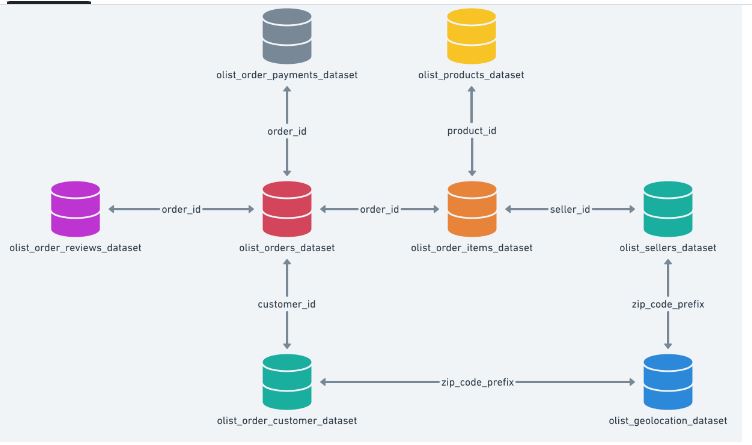 olist_order_payments_dataset
olist_products_dataset
order_id
product_id
order_id
order_id
seller_id
olist_order_reviews_dataset
olist_orders_dataset
olist_order_items_dataset
olist_sellers_dataset
customer_id
zip_code_prefix
zip_code_prefix
olist_order_customer_dataset
olist_geolocation_dataset